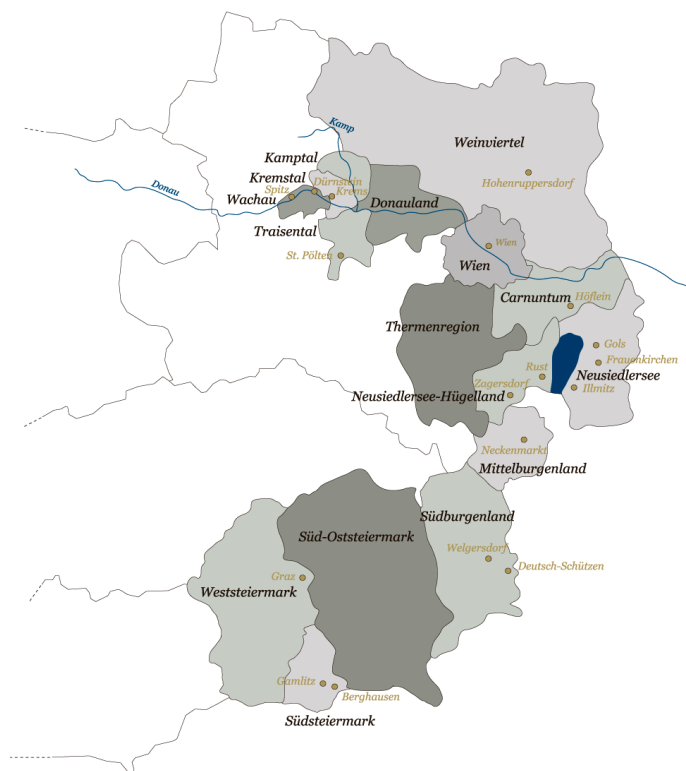 Kamp
Weinviertel
Kamptal
Kremstal
Hohenruppersdorf
Donau
Spitz
Dürnstein
Krems
Wachau
Donauland
Traisental
Wien
St. Pölten
Wien
Carnuntum
Höflein
Thermenregion
Gols
Frauenkirchen
Rust
Neusiedlersee
Zagersdorf
Illmitz
Neusiedlersee-Hügelland
Neckenmarkt
Mittelburgenland
Südburgenland
Süd-Oststeiermark
Welgersdorf
Deutsch-Schützen
Graz
Weststeiermark
Gamlitz
Berghausen
Südsteiermark